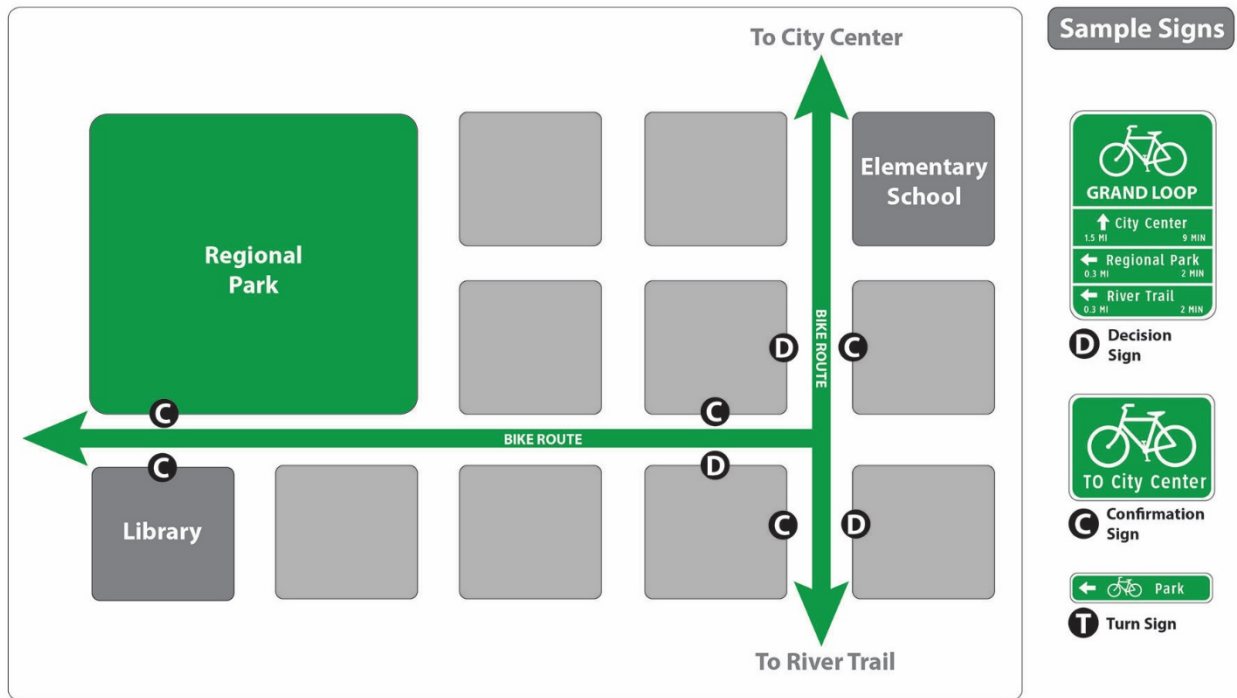 To City Center
Elementary
School
Regional
Park
BIKE ROUTE
D
C
C
C
BIKE ROUTE
C
D
Library
C
D
To River Trail
Sample Signs
GRAND LOOP
City Center
1.5 MI 9 MIN
Regional Park
0.3 MI 2 MIN
River Trail
0.3 MI 2 MIN
D Decision
Sign
TO City Center
C Confirmation
Sign
Park
T Turn Sign